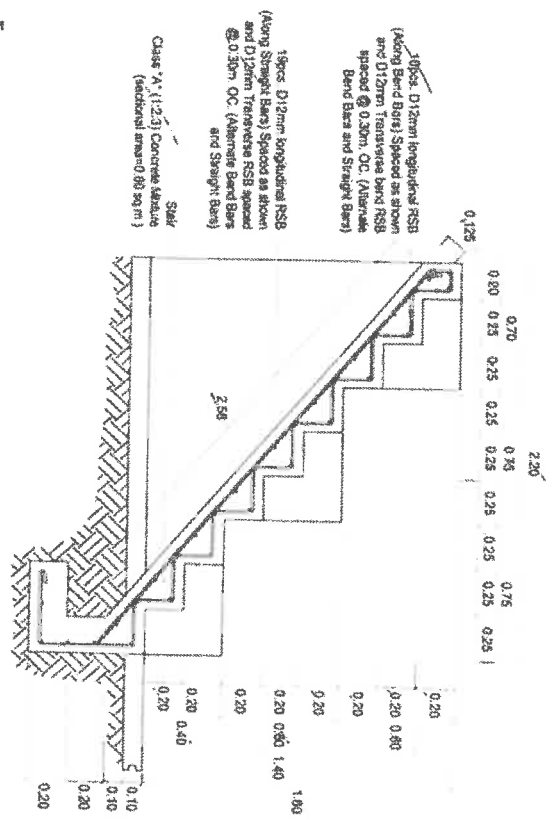 10pcs. D12mm longitudinal RSB
(Along Bend Bars) Spaced as shown
and D12mm Transverse bend RSB
spaced @ 0.30m. OC. (Alternate
Bend Bars and Straight Bars)
19pcs. D12mm longitudinal RSB
(Along Straight Bars) Spaced as shown
and D12mm Transverse RSB spaced
@ 0.30m. OC. (Alternate Bend Bars
and Straight Bars)
Stair
Class "A" (1:2:3) Concrete Mixture
(sectional area=0.80 sq.m)
0.125
2.20
0.70 0.75 0.75
0.20 0.25 0.25 0.25 0.25 0.25 0.25 0.25 0.25
2.58
0.20
0.20 0.60
0.20
0.20
0.20 0.60 1.40
0.20
0.20 0.40
0.20
1.80
0.10
0.10
0.20
0.20